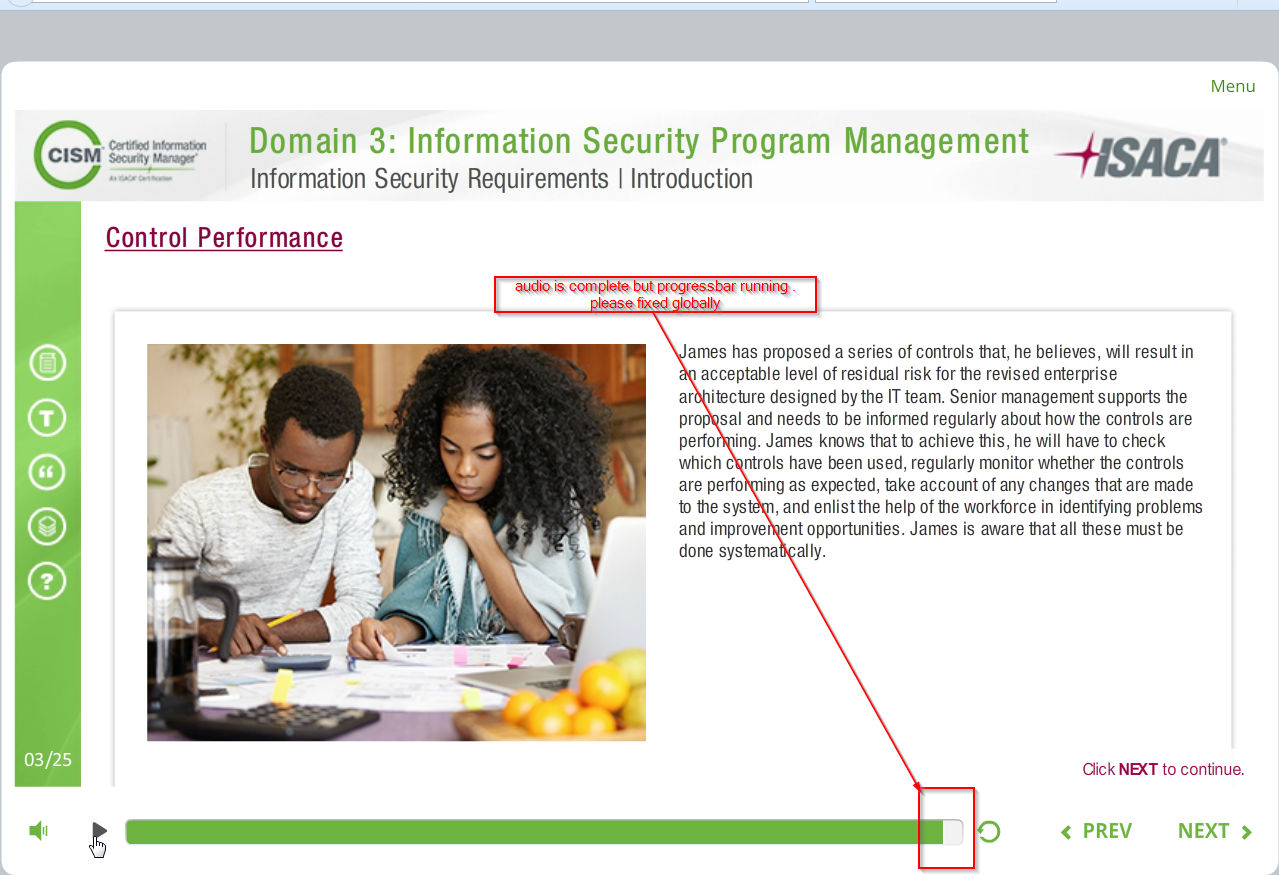 Menu
CISM
Certified Information
Security Manager®
An ISACA® Certification
Domain 3: Information Security Program Management
Information Security Requirements | Introduction
ISACA®
Control Performance
audio is complete but progressbar running .
please fixed globally
James has proposed a series of controls that, he believes, will result in
an acceptable level of residual risk for the revised enterprise
architecture designed by the IT team. Senior management supports the
proposal and needs to be informed regularly about how the controls are
performing. James knows that to achieve this, he will have to check
which controls have been used, regularly monitor whether the controls
are performing as expected, take account of any changes that are made
to the system, and enlist the help of the workforce in identifying problems
and improvement opportunities. James is aware that all these must be
done systematically.
T
“
?
03/25
Click NEXT to continue.
PREV
NEXT